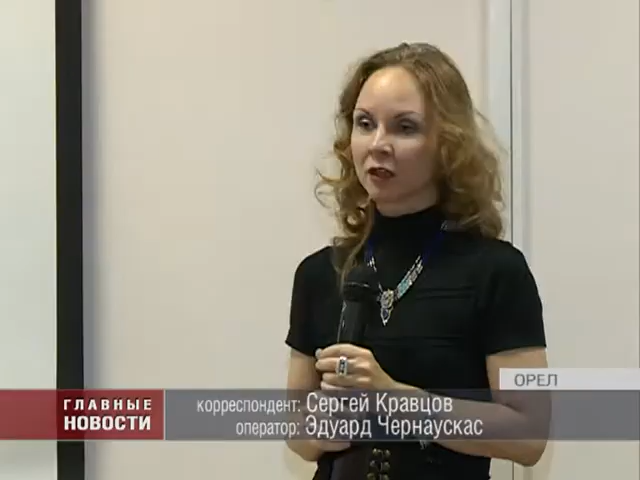 ОРЕЛ
ГЛАВНЫЕ
НОВОСТИ
корреспондент: Сергей Кравцов
оператор: Эдуард Чернаускас